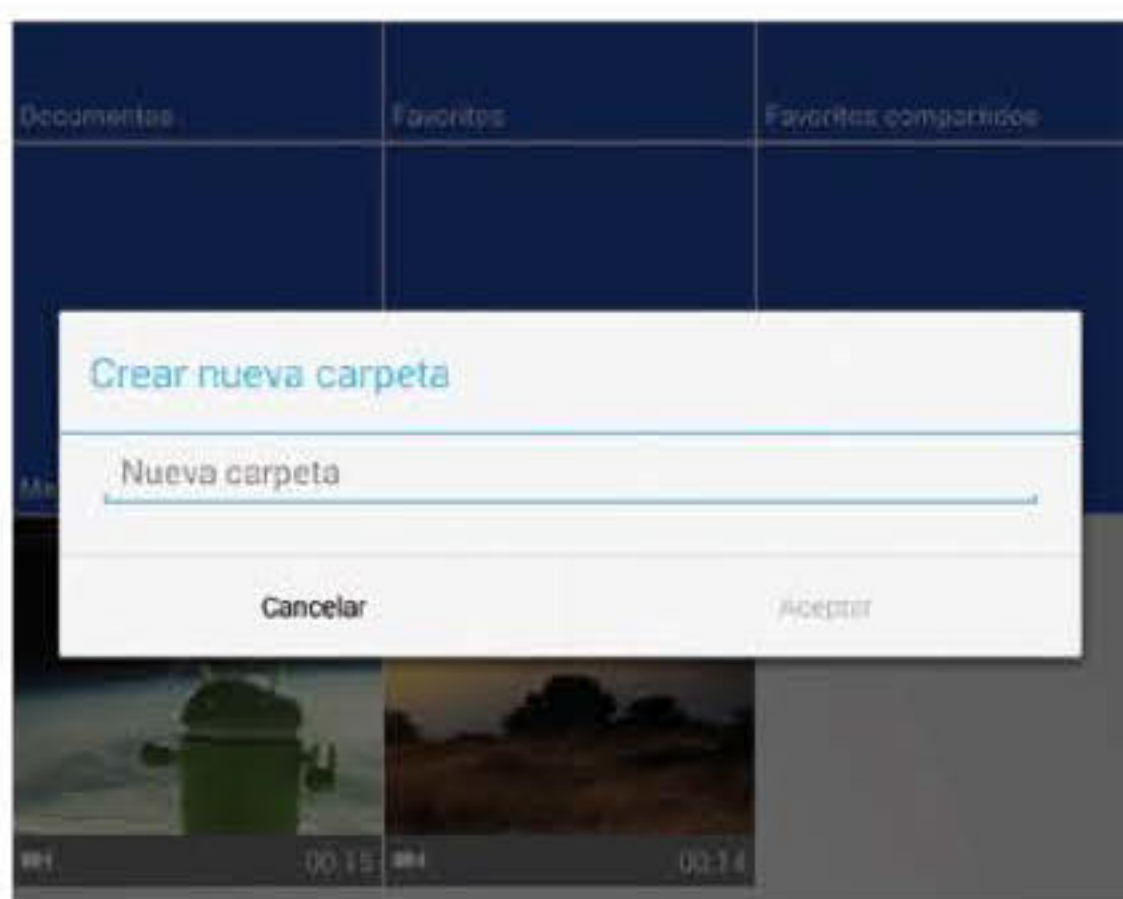 Documentos
Favoritos
Favoritos compartidos
Crear nueva carpeta
Nueva carpeta
Cancelar
Aceptar
00:15
00:14